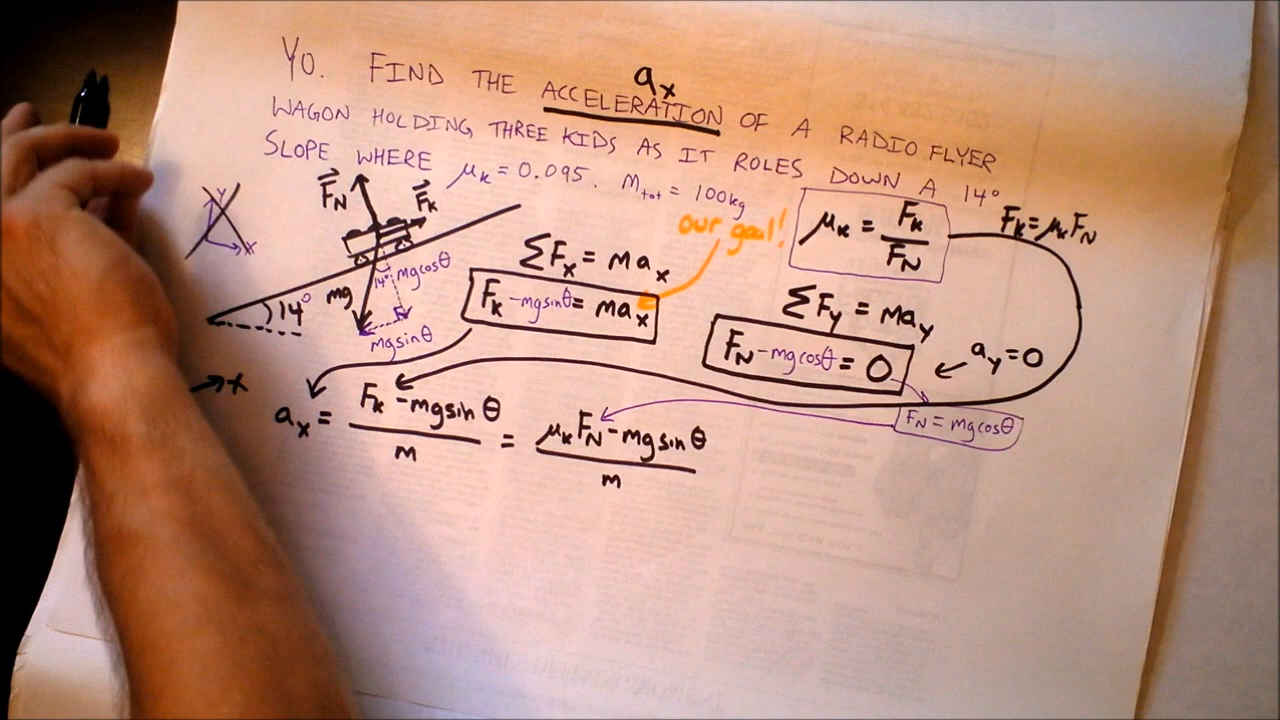 a_x
YO. FIND THE ACCELERATION OF A RADIO FLYER
WAGON HOLDING THREE KIDS AS IT ROLES DOWN A 14°
SLOPE WHERE μ_K = 0.095. m_tot = 100kg
y
x
F_N
F_K
mg
14°
mgcosθ
mgsinθ
14°
our goal!
ΣF_x = ma_x
F_K -mgsinθ = ma_x
μ_K = F_K / F_N
F_K = μ_K F_N
ΣF_y = ma_y
F_N -mgcosθ = 0
a_y = 0
F_N = mgcosθ
x
a_x = F_K - mgsin θ / m = μ_K F_N - mg sin θ / m